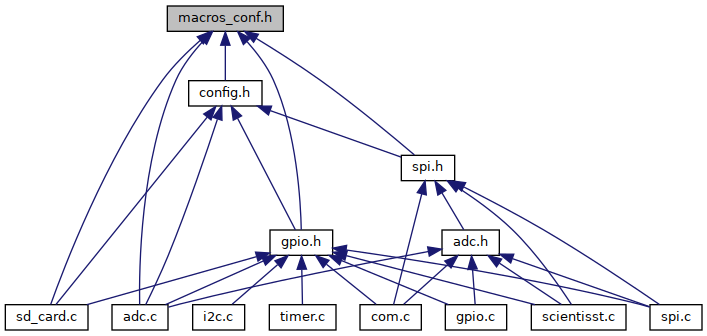 macros_conf.h
config.h
spi.h
gpio.h
adc.h
sd_card.c
adc.c
i2c.c
timer.c
com.c
gpio.c
scientisst.c
spi.c